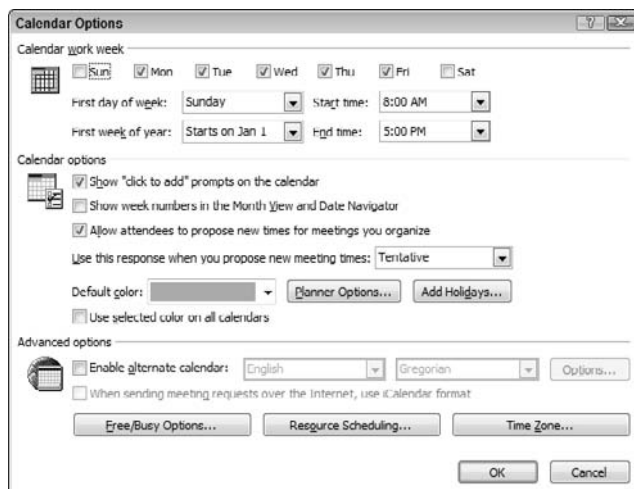 Calendar Options
Calendar work week
Sun Mon Tue Wed Thu Fri Sat
First day of week: Sunday Start time: 8:00 AM
First week of year: Starts on Jan 1 End time: 5:00 PM
Calendar options
Show "click to add" prompts on the calendar
Show week numbers in the Month View and Date Navigator
Allow attendees to propose new times for meetings you organize
Use this response when you propose new meeting times: Tentative
Default color: Planner Options... Add Holidays...
Use selected color on all calendars
Advanced options
Enable alternate calendar: English Gregorian Options...
When sending meeting requests over the Internet, use iCalendar format
Free/Busy Options... Resource Scheduling... Time Zone...
OK Cancel